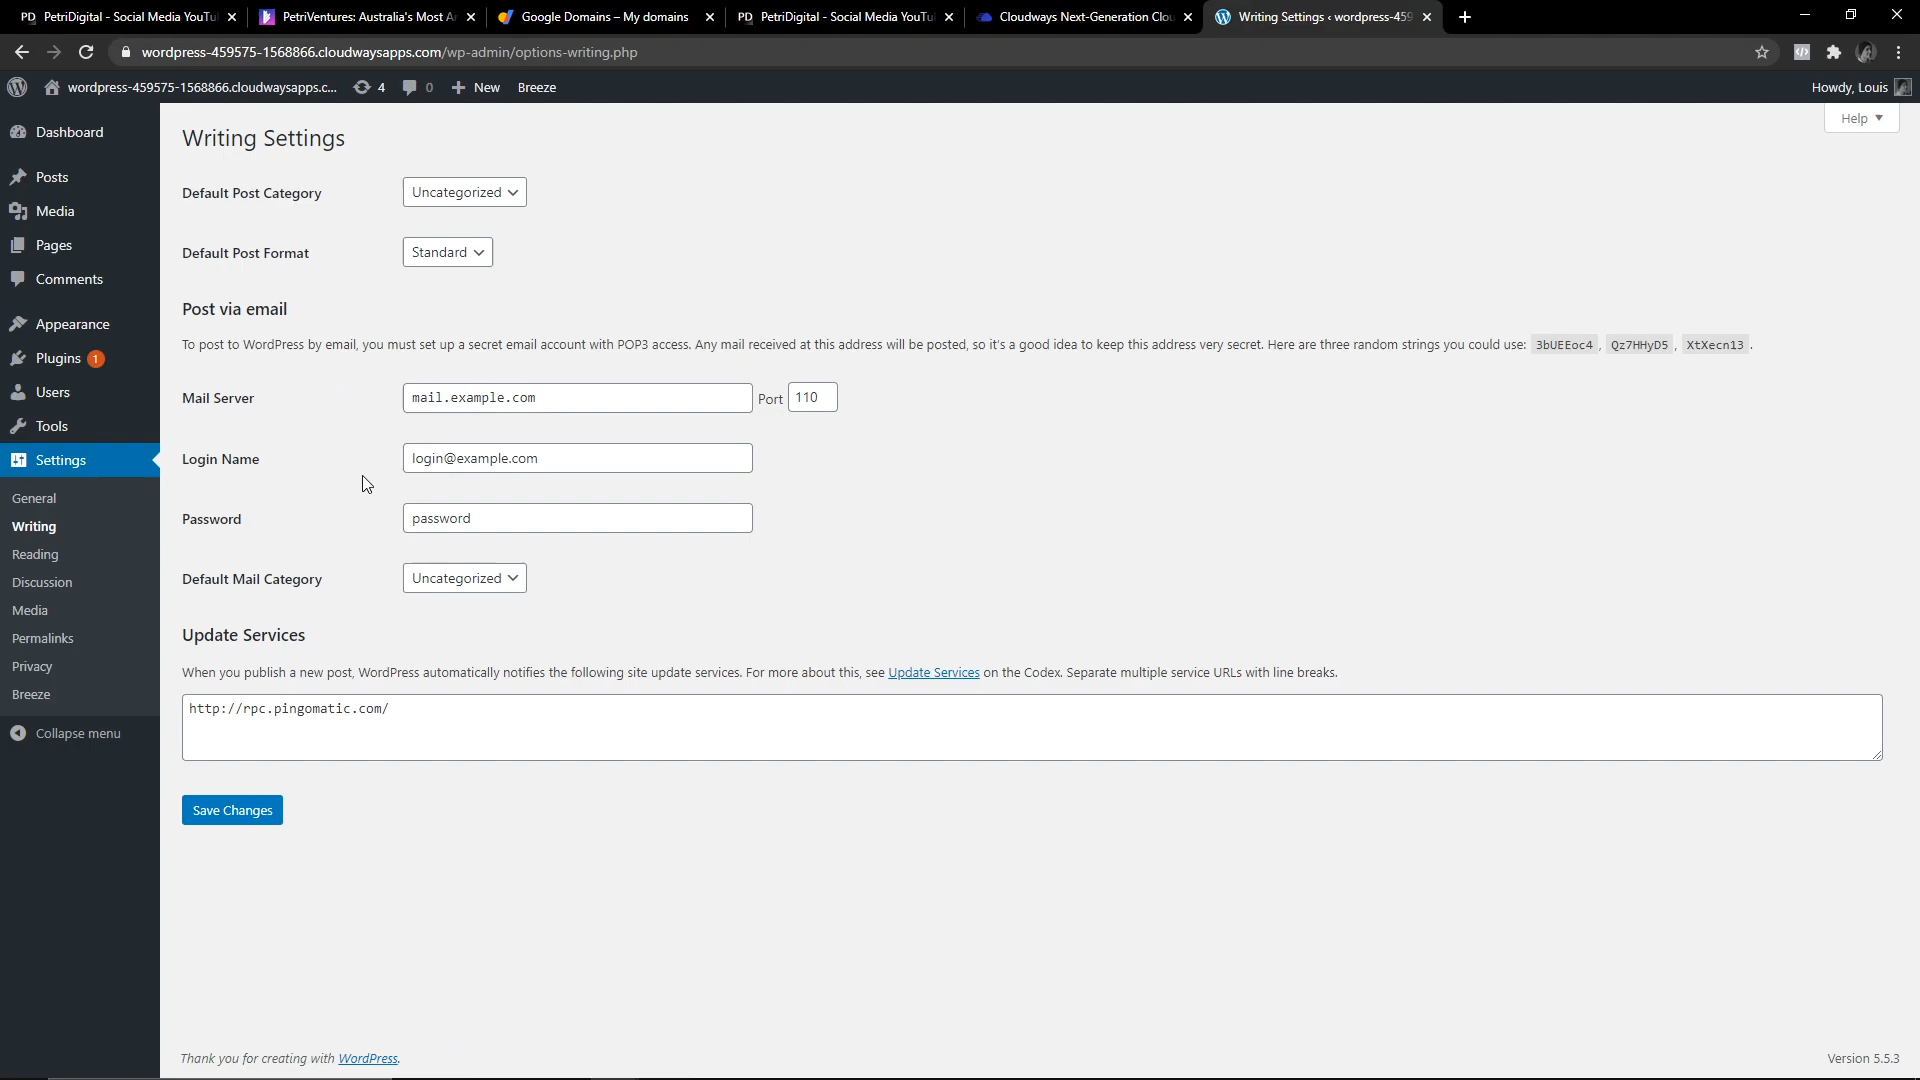 PD PetriDigital - Social Media YouTu
PetriVentures: Australia's Most A
Google Domains – My domains
PD PetriDigital - Social Media YouTu
Cloudways Next-Generation Clou
Writing Settings ‹ wordpress-459
wordpress-459575-1568866.cloudwaysapps.com/wp-admin/options-writing.php
wordpress-459575-1568866.cloudwaysapps.c... 4 0 New Breeze
Howdy, Louis
Help
Dashboard
Posts
Media
Pages
Comments
Appearance
Plugins 1
Users
Tools
Settings
General
Writing
Reading
Discussion
Media
Permalinks
Privacy
Breeze
Collapse menu
Writing Settings
Default Post Category Uncategorized
Default Post Format Standard
Post via email
To post to WordPress by email, you must set up a secret email account with POP3 access. Any mail received at this address will be posted, so it's a good idea to keep this address very secret. Here are three random strings you could use: 3bUEEoc4 , Qz7HHyD5 , XtXecn13 .
Mail Server mail.example.com Port 110
Login Name login@example.com
Password password
Default Mail Category Uncategorized
Update Services
When you publish a new post, WordPress automatically notifies the following site update services. For more about this, see Update Services on the Codex. Separate multiple service URLs with line breaks.
http://rpc.pingomatic.com/
Save Changes
Thank you for creating with WordPress.
Version 5.5.3